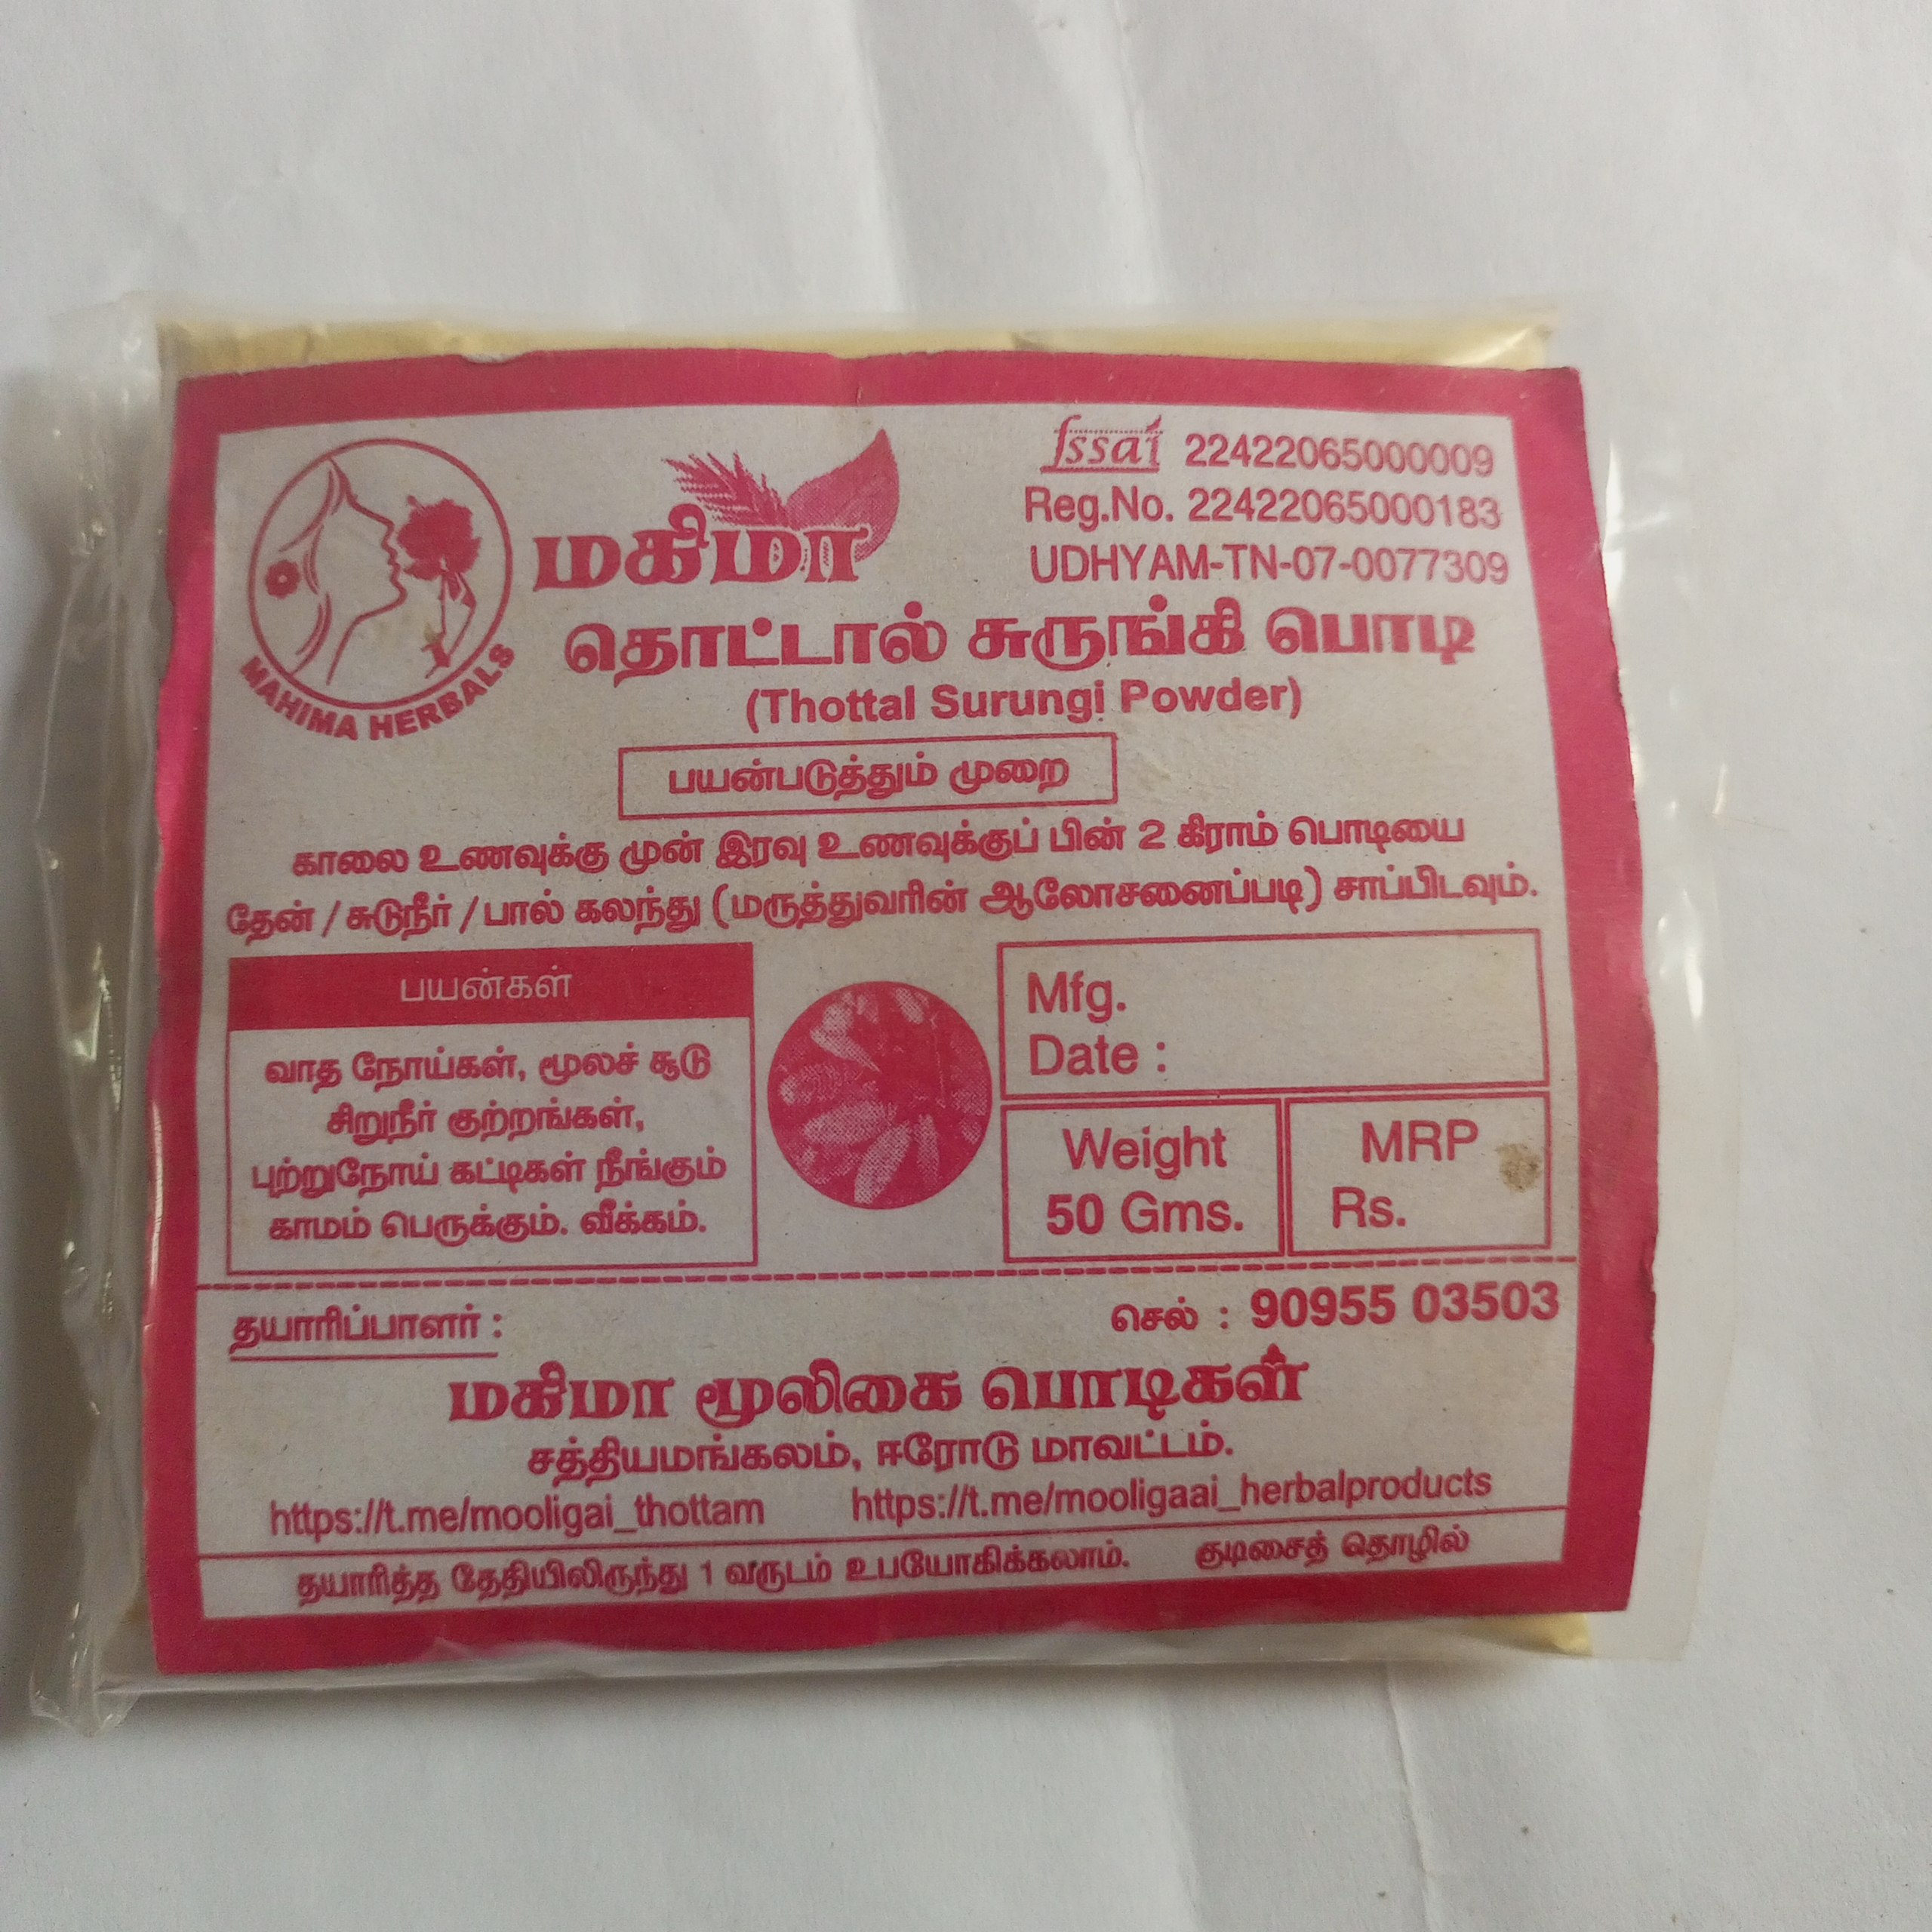 fssai 22422065000009
Reg.No. 22422065000183
UDHYAM-TN-07-0077309
MAHIMA HERBALS
மகிமா
தொட்டால் சுருங்கி பொடி
(Thottal Surungi Powder)
பயன்படுத்தும் முறை
காலை உணவுக்கு முன் இரவு உணவுக்குப் பின் 2 கிராம் பொடியை
தேன் / சுடுநீர் / பால் கலந்து (மருத்துவரின் ஆலோசனைப்படி) சாப்பிடவும்.
பயன்கள்
வாத நோய்கள், மூலச் சூடு
சிறுநீர் குற்றங்கள்,
புற்றுநோய் கட்டிகள் நீங்கும்
காமம் பெருக்கும். வீக்கம்.
Mfg.
Date :
Weight
50 Gms.
MRP
Rs.
தயாரிப்பாளர் :
செல் : 90955 03503
மகிமா மூலிகை பொடிகள்
சத்தியமங்கலம், ஈரோடு மாவட்டம்.
https://t.me/mooligai_thottam https://t.me/mooligaai_herbalproducts
தயாரித்த தேதியிலிருந்து 1 வருடம் உபயோகிக்கலாம். குடிசைத் தொழில்